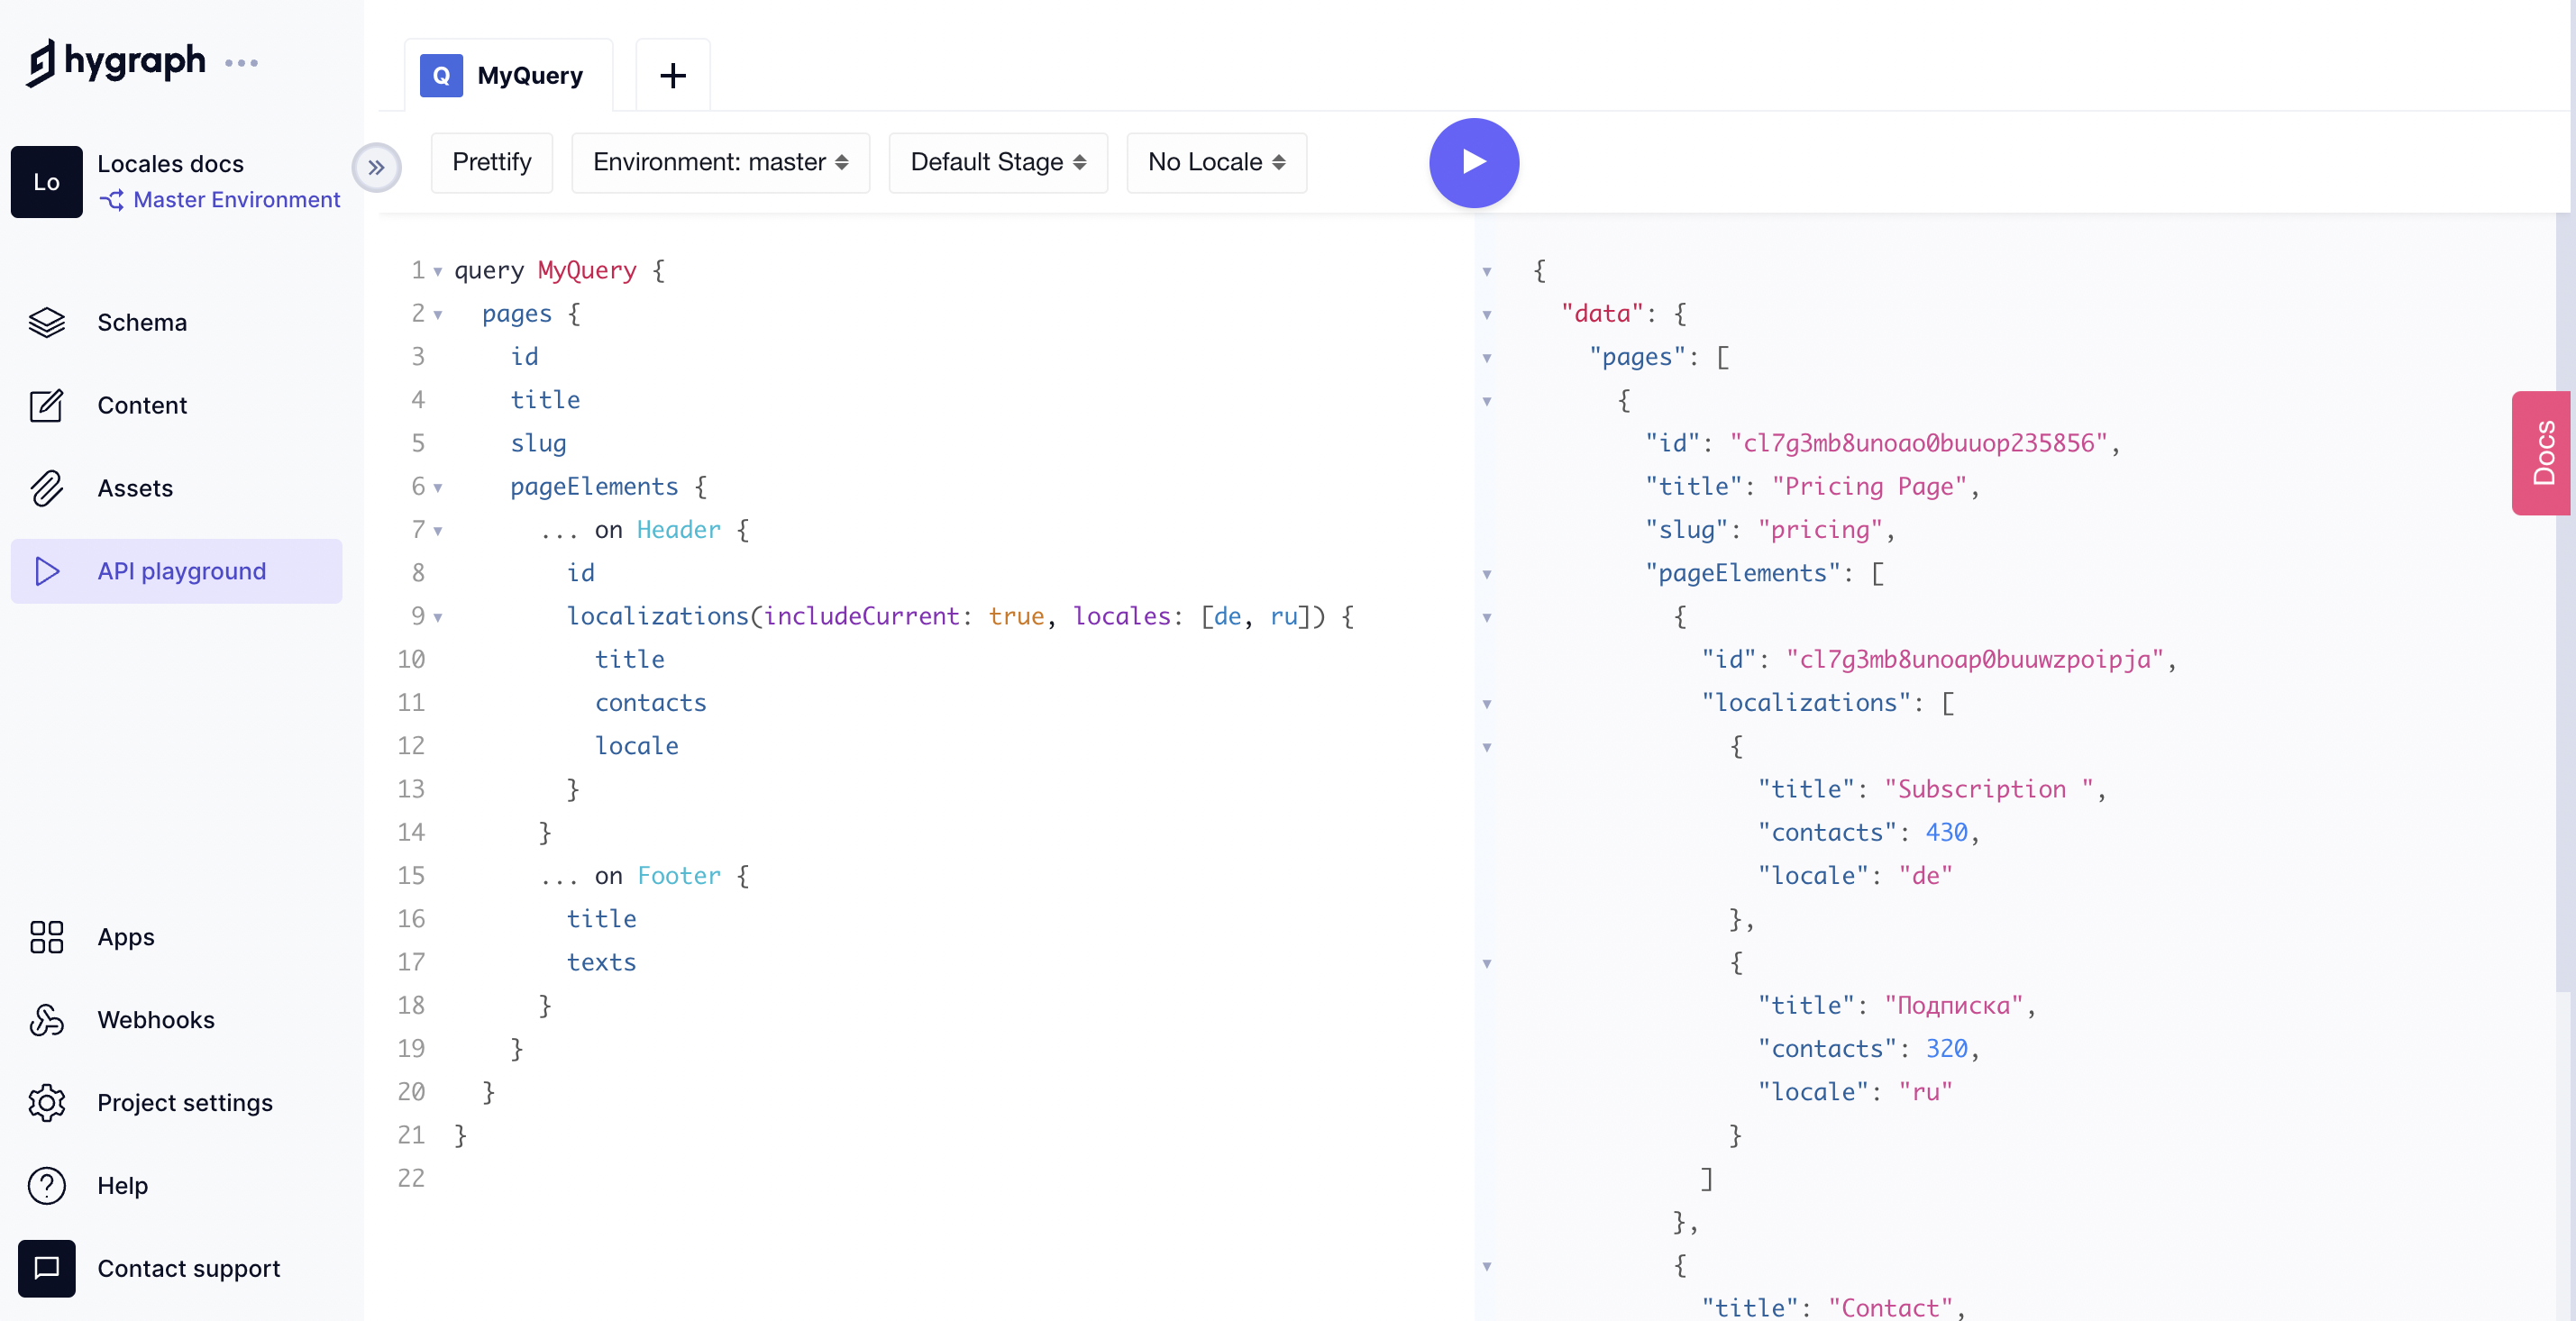 hygraph
Lo
Locales docs
Master Environment
Schema
Content
Assets
API playground
Apps
Webhooks
Project settings
Help
Contact support
Q MyQuery +
Prettify Environment: master Default Stage No Locale
1 query MyQuery {
2 pages {
3 id
4 title
5 slug
6 pageElements {
7 ... on Header {
8 id
9 localizations(includeCurrent: true, locales: [de, ru]) {
10 title
11 contacts
12 locale
13 }
14 }
15 ... on Footer {
16 title
17 texts
18 }
19 }
20 }
21 }
22
{
"data": {
"pages": [
{
"id": "cl7g3mb8unoao0buuop235856",
"title": "Pricing Page",
"slug": "pricing",
"pageElements": [
{
"id": "cl7g3mb8unoap0buuwzpoipja",
"localizations": [
{
"title": "Subscription ",
"contacts": 430,
"locale": "de"
},
{
"title": "Подписка",
"contacts": 320,
"locale": "ru"
}
]
},
{
"title": "Contact",
Docs